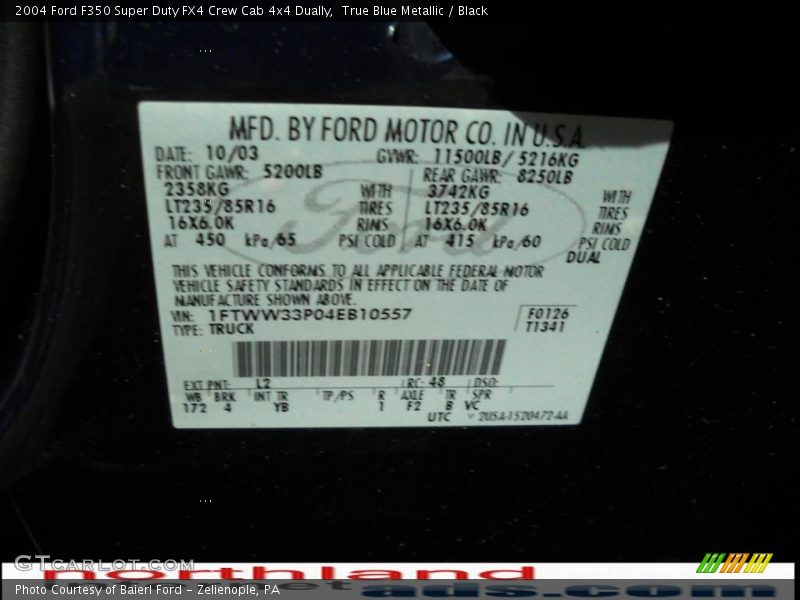 2004 Ford F350 Super Duty FX4 Crew Cab 4x4 Dually, True Blue Metallic / Black
MFD. BY FORD MOTOR CO. IN U.S.A.
DATE: 10/03 GVWR: 11500LB/ 5216KG
FRONT GAWR: 5200LB REAR GAWR: 8250LB
2358KG WITH 3742KG WITH
LT235/85R16 TIRES LT235/85R16 TIRES
16X6.0K RIMS 16X6.0K RIMS
AT 450 kPa/65 PSI COLD AT 415 kPa/60 PSI COLD
DUAL
THIS VEHICLE CONFORMS TO ALL APPLICABLE FEDERAL MOTOR
VEHICLE SAFETY STANDARDS IN EFFECT ON THE DATE OF
MANUFACTURE SHOWN ABOVE.
VIN: 1FTWW33P04EB10557 F0126
TYPE: TRUCK T1341
EXT PNT: L2 RC: 48 DSO:
WB BRK INT TR TP/PS R AXLE TR SPR
172 4 YB 1 F2 B VC
UTC 2U5A-1520472-AA
GTcarlot.com
northland
ads.com
Photo Courtesy of Baierl Ford - Zelienople, PA